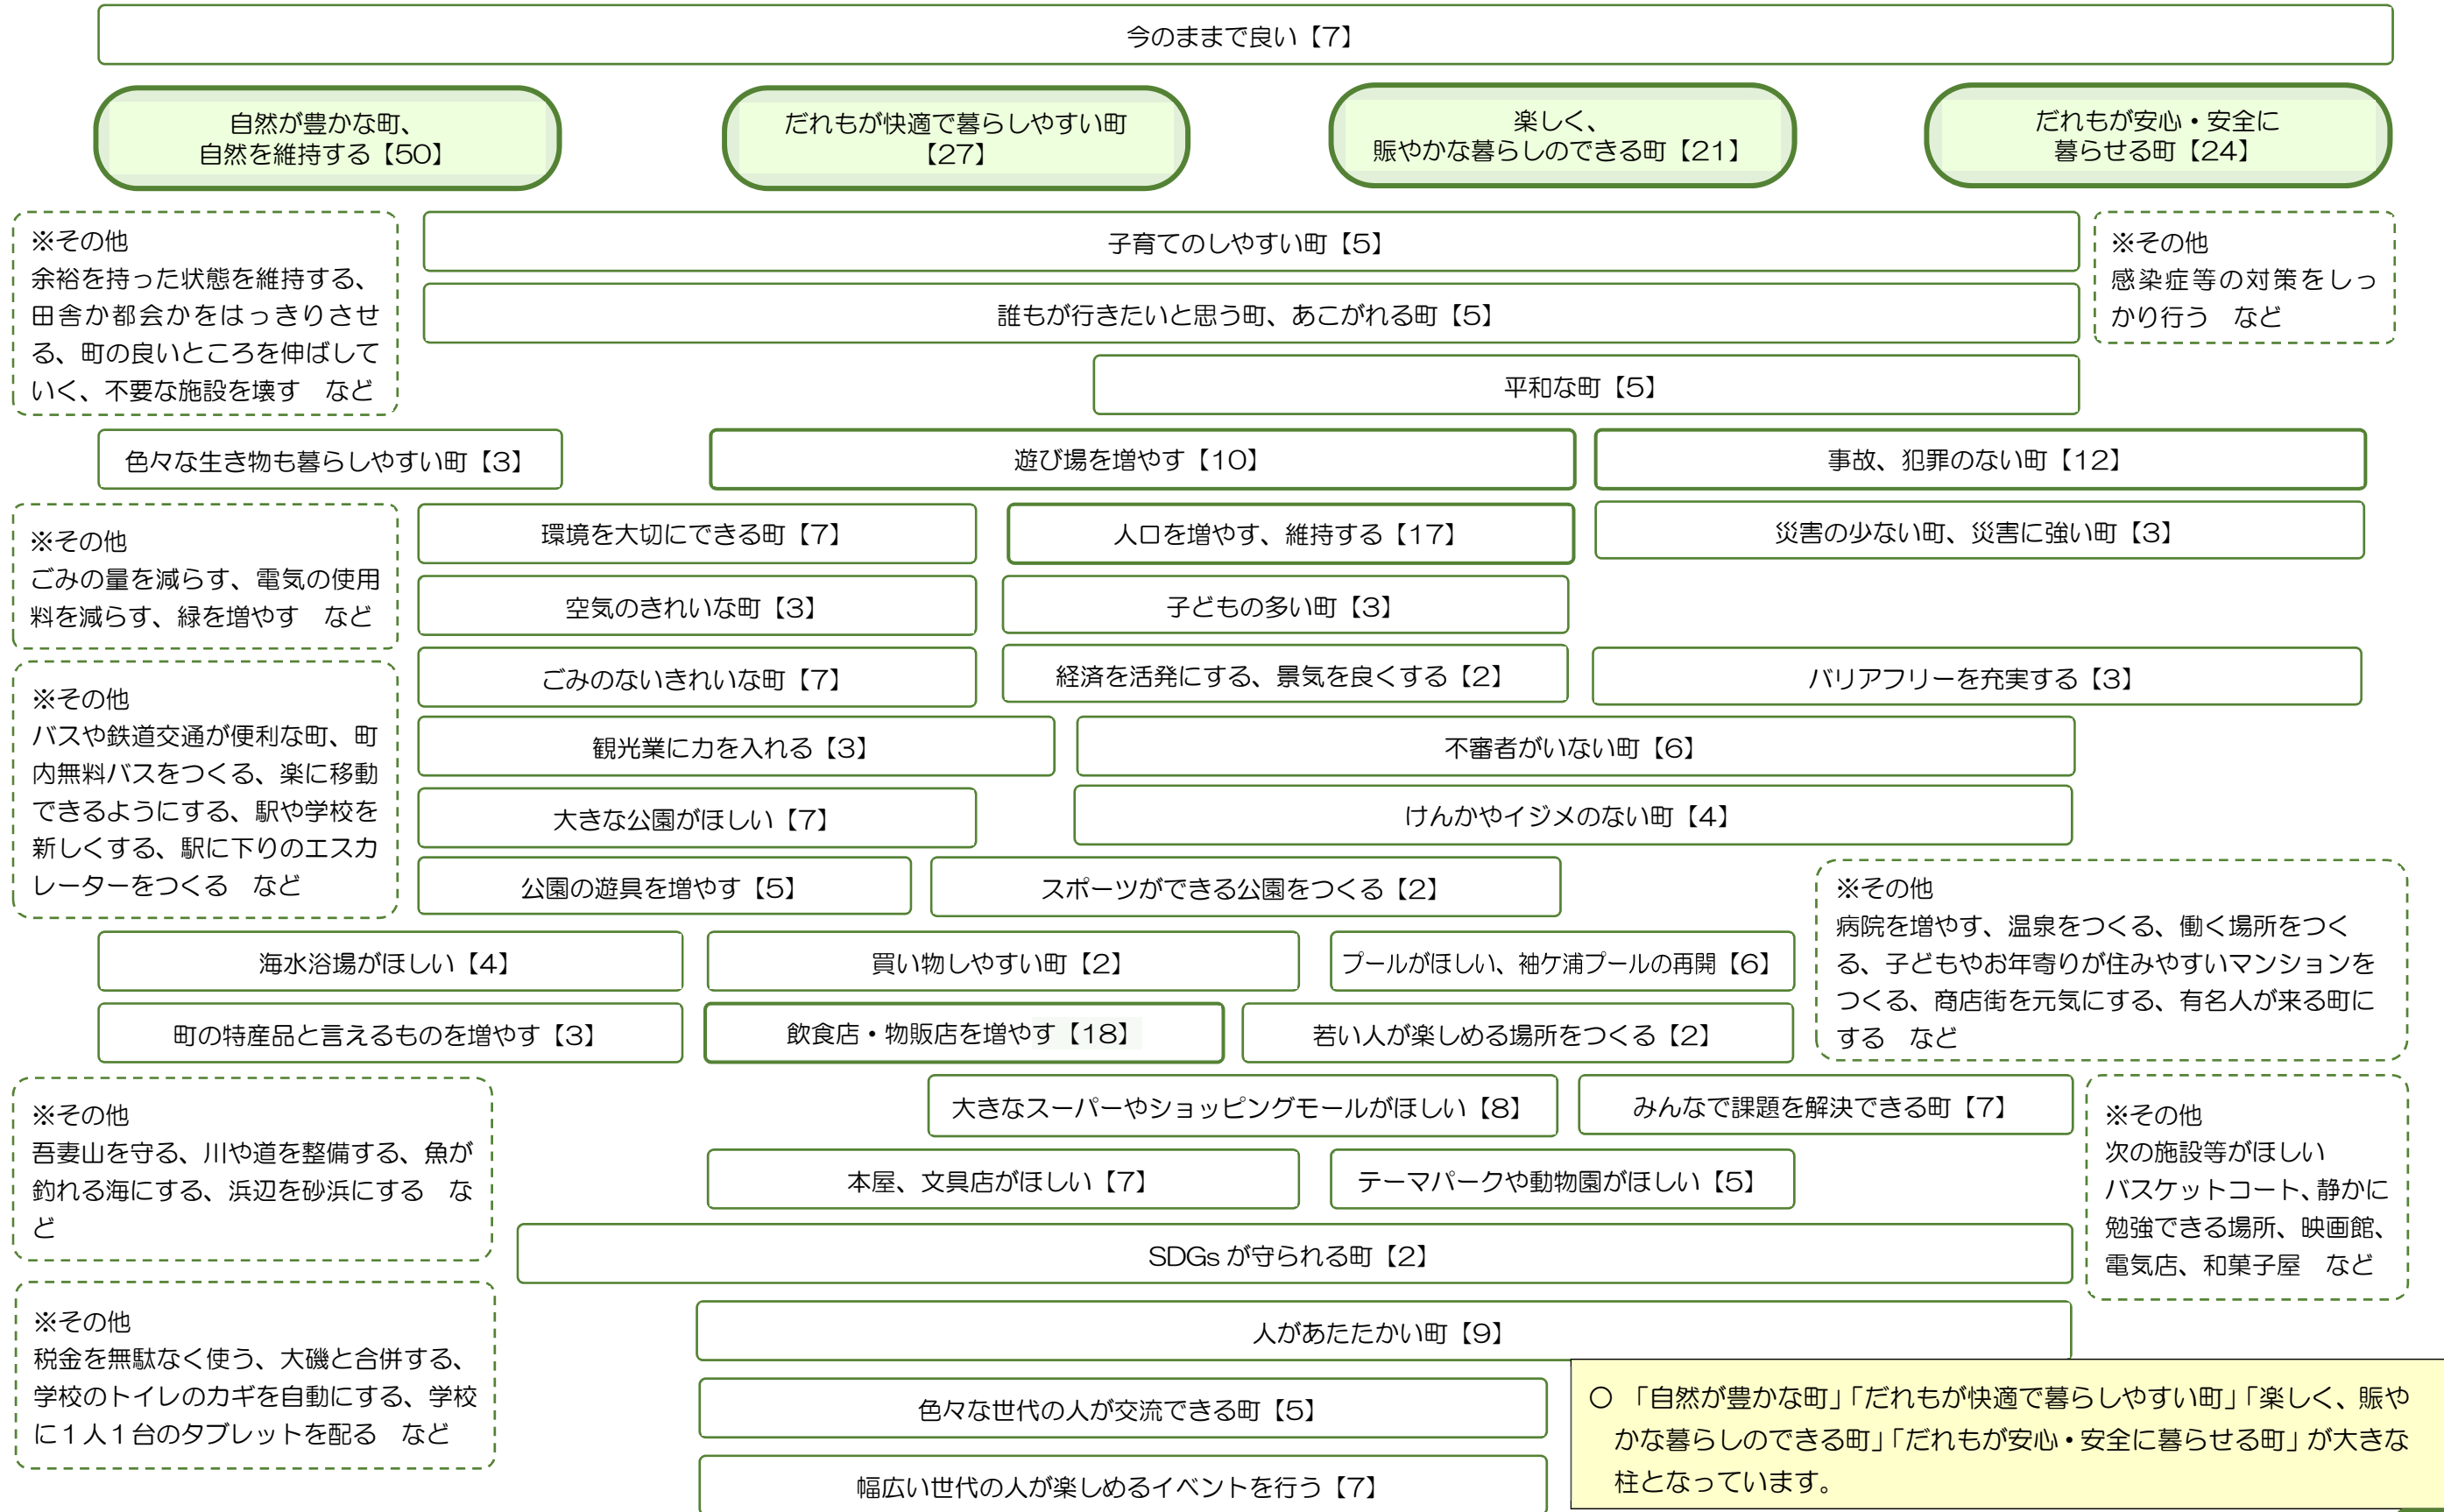 今のままで良い【7】
自然が豊かな町、
自然を維持する【50】
だれもが快適で暮らしやすい町
【27】
楽しく、
賑やかな暮らしのできる町【21】
だれもが安心・安全に
暮らせる町【24】
※その他
余裕を持った状態を維持する、
田舎か都会かをはっきりさせ
る、町の良いところを伸ばして
いく、不要な施設を壊す　など
子育てのしやすい町【5】
誰もが行きたいと思う町、あこがれる町【5】
平和な町【5】
※その他
感染症等の対策をしっ
かり行う　など
色々な生き物も暮らしやすい町【3】
遊び場を増やす【10】
事故、犯罪のない町【12】
※その他
ごみの量を減らす、電気の使用
料を減らす、緑を増やす　など
環境を大切にできる町【7】
人口を増やす、維持する【17】
災害の少ない町、災害に強い町【3】
空気のきれいな町【3】
子どもの多い町【3】
ごみのないきれいな町【7】
経済を活発にする、景気を良くする【2】
バリアフリーを充実する【3】
※その他
バスや鉄道交通が便利な町、町
内無料バスをつくる、楽に移動
できるようにする、駅や学校を
新しくする、駅に下りのエスカ
レーターをつくる　など
観光業に力を入れる【3】
不審者がいない町【6】
大きな公園がほしい【7】
けんかやイジメのない町【4】
公園の遊具を増やす【5】
スポーツができる公園をつくる【2】
※その他
病院を増やす、温泉をつくる、働く場所をつく
る、子どもやお年寄りが住みやすいマンションを
つくる、商店街を元気にする、有名人が来る町に
する　など
海水浴場がほしい【4】
買い物しやすい町【2】
プールがほしい、袖ケ浦プールの再開【6】
町の特産品と言えるものを増やす【3】
飲食店・物販店を増やす【18】
若い人が楽しめる場所をつくる【2】
※その他
吾妻山を守る、川や道を整備する、魚が
釣れる海にする、浜辺を砂浜にする　な
ど
大きなスーパーやショッピングモールがほしい【8】
みんなで課題を解決できる町【7】
※その他
次の施設等がほしい
バスケットコート、静かに
勉強できる場所、映画館、
電気店、和菓子屋　など
本屋、文具店がほしい【7】
テーマパークや動物園がほしい【5】
SDGs が守られる町【2】
※その他
税金を無駄なく使う、大磯と合併する、
学校のトイレのカギを自動にする、学校
に１人１台のタブレットを配る　など
人があたたかい町【9】
色々な世代の人が交流できる町【5】
幅広い世代の人が楽しめるイベントを行う【7】
○ 「自然が豊かな町」「だれもが快適で暮らしやすい町」「楽しく、賑や
かな暮らしのできる町」「だれもが安心・安全に暮らせる町」が大きな
柱となっています。